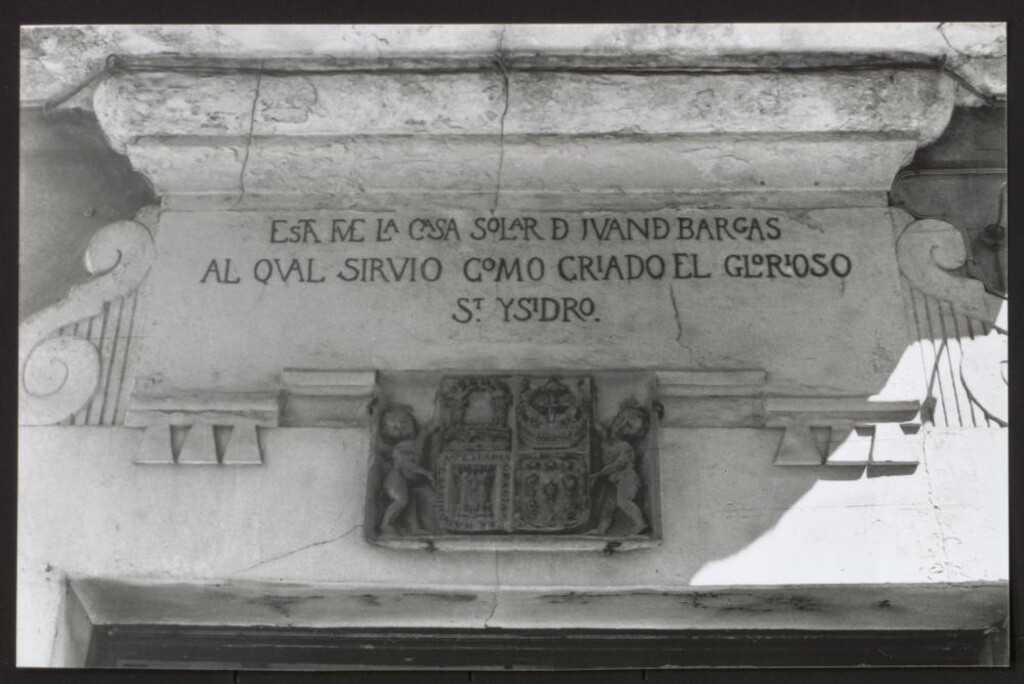 ESTA FVE LA CASA SOLAR D IVAN D BARGAS
AL QVAL SIRVIO COMO CRIADO EL GLORIOSO
ST. YSIDRO.